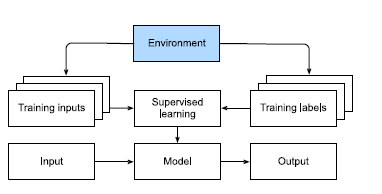 Environment
Training inputs
Supervised
learning
Training labels
Input
Model
Output